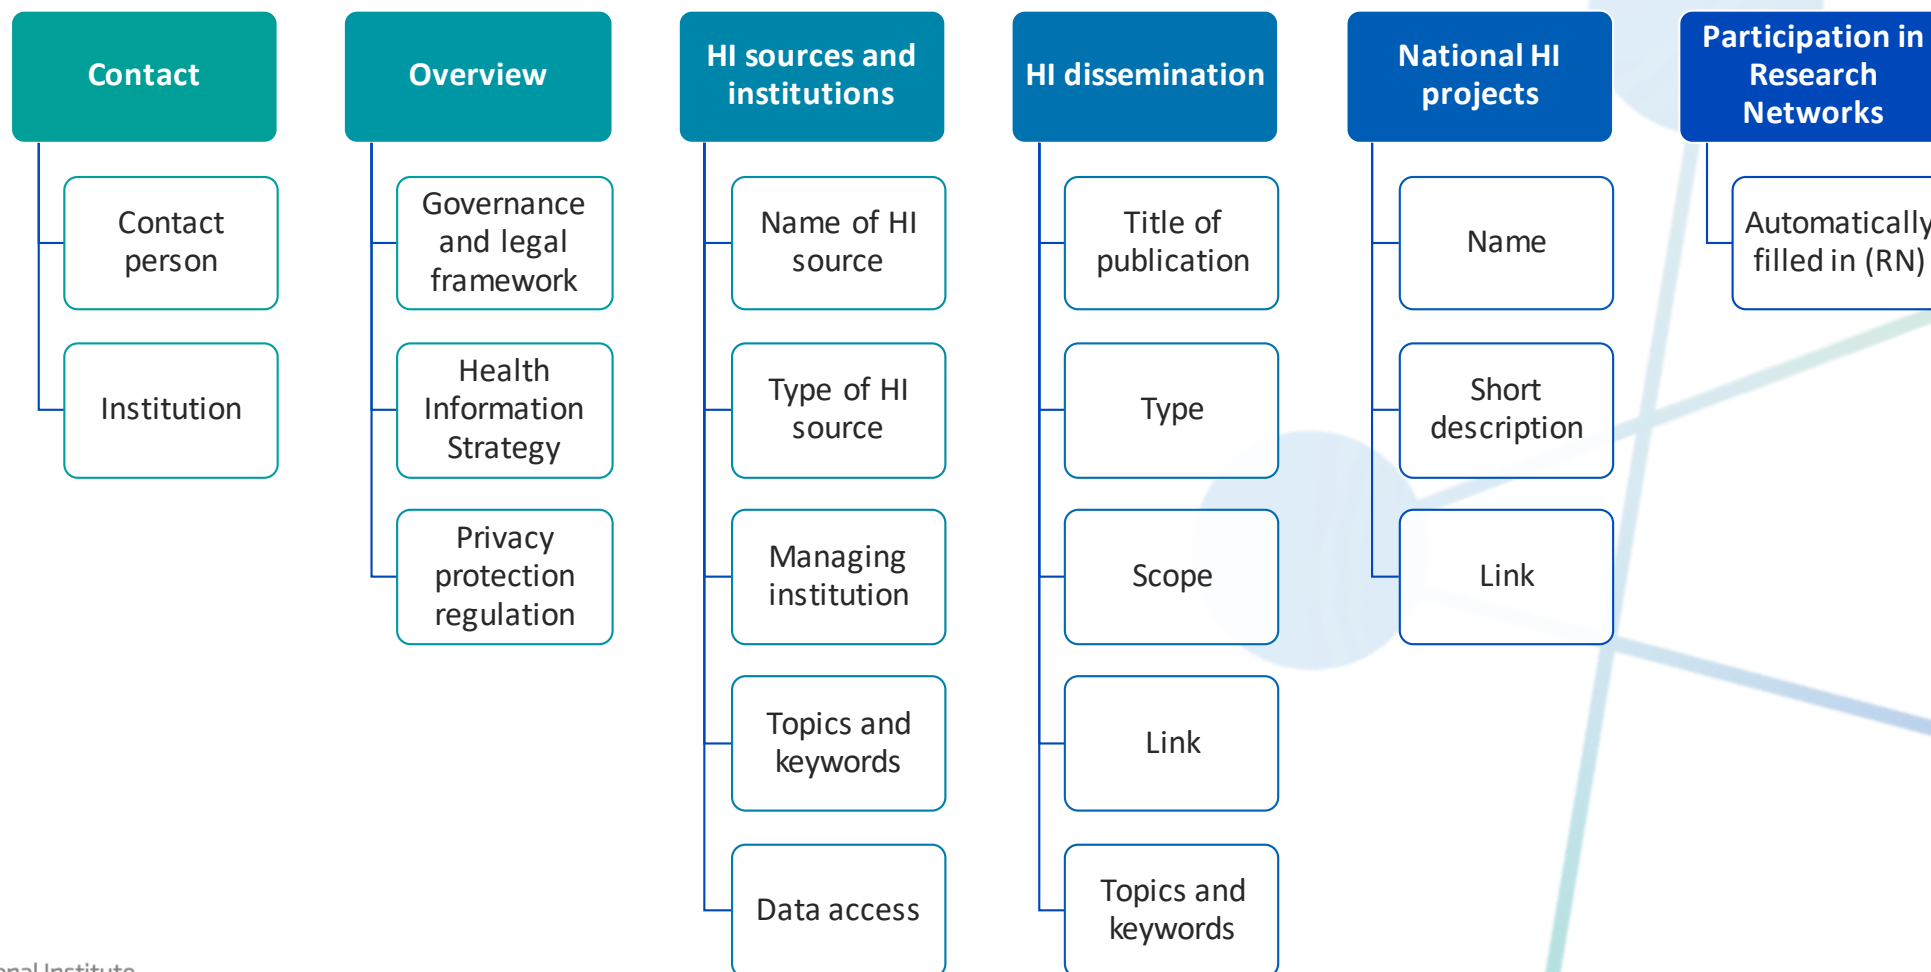 Contact
Contact
person
Institution
Overview
Governance
and legal
framework
Health
Information
Strategy
Privacy
protection
regulation
HI sources and
institutions
Name of HI
source
Type of HI
source
Managing
institution
Topics and
keywords
Data access
HI dissemination
Title of
publication
Type
Scope
Link
Topics and
keywords
National HI
projects
Name
Short
description
Link
Participation in
Research
Networks
Automatically
filled in (RN)